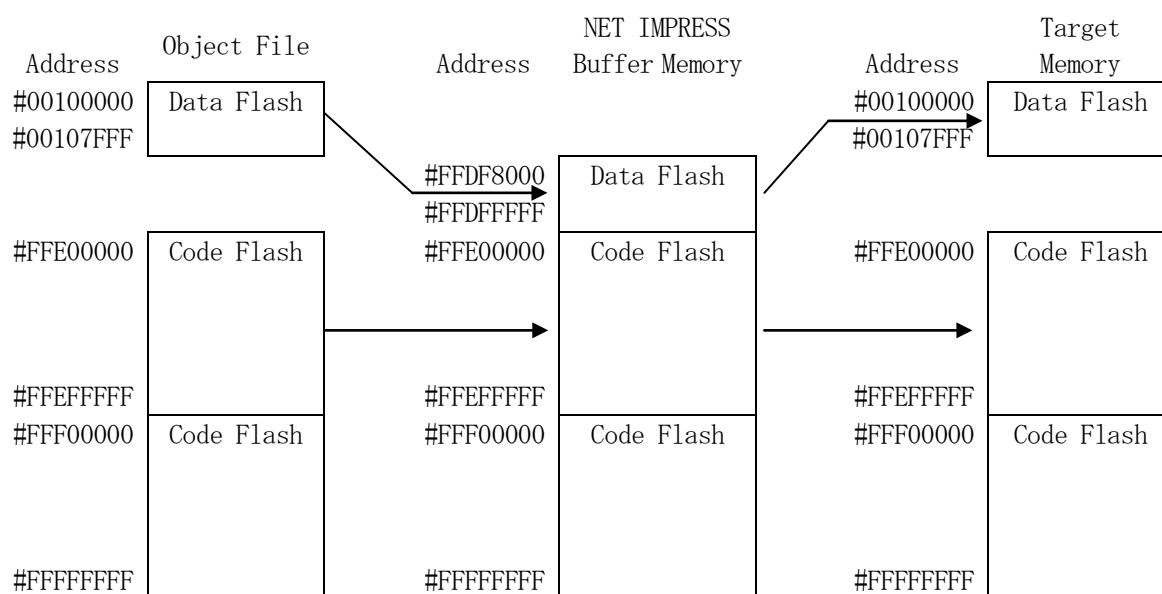 Object File
NET IMPRESS
Target
Address
Address
Buffer Memory
Address
Memory
#00100000
Data Flash
#00100000
Data Flash
#00107FFF
#00107FFF
#FFDF8000
Data Flash
#FFDFFFFF
#FFE00000
Code Flash
#FFE00000
Code Flash
#FFE00000
Code Flash
#FFEFFFFF
#FFEFFFFF
#FFEFFFFF
#FFF00000
Code Flash
#FFF00000
Code Flash
#FFF00000
Code Flash
#FFFFFFFF
#FFFFFFFF
#FFFFFFFF